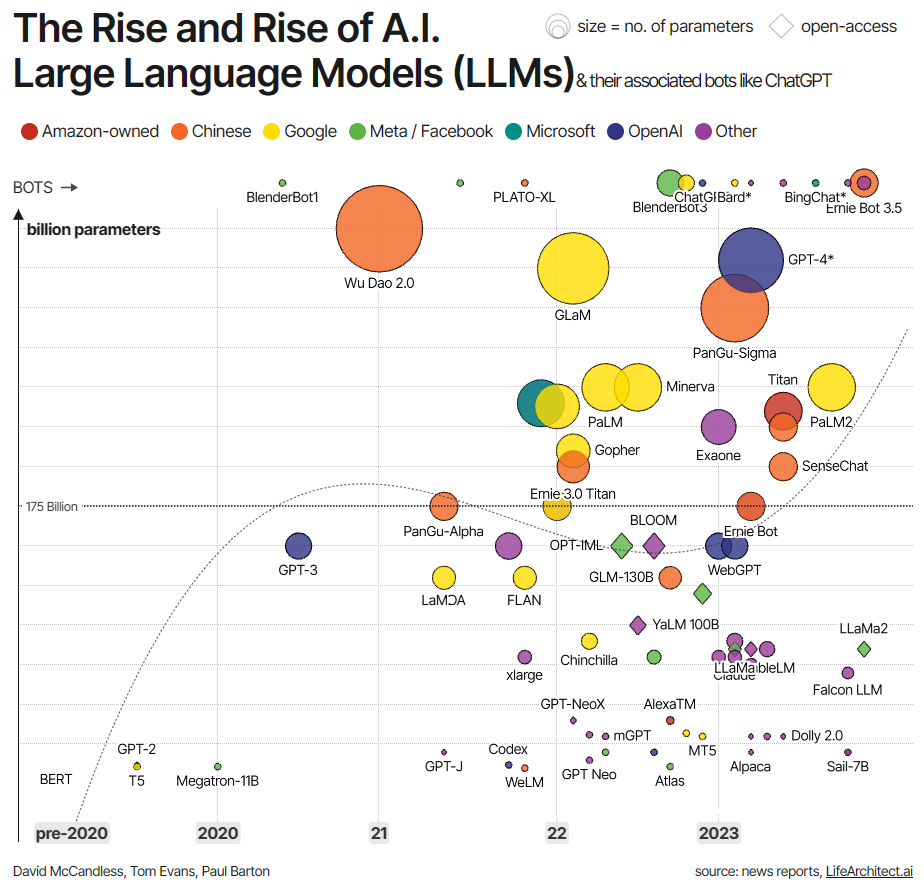 The Rise and Rise of A.I.
size = no. of parameters
open-access
Large Language Models (LLMs) & their associated bots like ChatGPT
Amazon-owned
Chinese
Google
Meta / Facebook
Microsoft
OpenAI
Other
BOTS →
BlenderBot1
PLATO-XL
BlenderBot3
ChatGPT
Bard*
BingChat*
Ernie Bot 3.5
billion parameters
Wu Dao 2.0
GLaM
GPT-4*
PanGu-Sigma
Minerva
PaLM
Titan
PaLM2
Exaone
Gopher
SenseChat
Ernie 3.0 Titan
175 Billion
PanGu-Alpha
BLOOM
Ernie Bot
GPT-3
OPT-IML
WebGPT
GLM-130B
LaMDA
FLAN
YaLM 100B
LLaMa2
Chinchilla
xlarge
LLaMa
bleLM
Claude
Falcon LLM
GPT-NeoX
AlexaTM
mGPT
Dolly 2.0
GPT-2
Codex
MT5
BERT
T5
Megatron-11B
GPT-J
WeLM
GPT Neo
Atlas
Alpaca
Sail-7B
pre-2020
2020
21
22
2023
David McCandless, Tom Evans, Paul Barton
source: news reports, LifeArchitect.ai